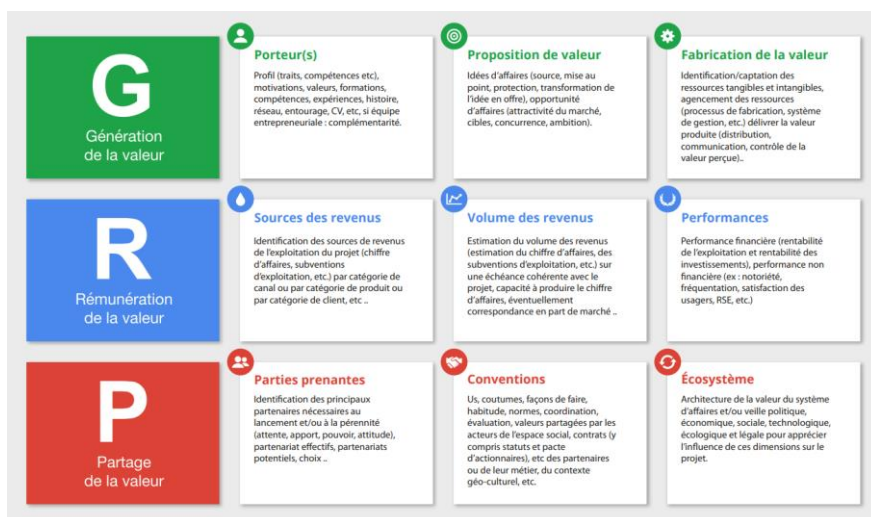 G
Génération
de la valeur
Porteur(s)
Profil (traits, compétences etc),
motivations, valeurs, formations,
compétences, expériences, histoire,
réseau, entourage, CV, etc, si équipe
entrepreneuriale : complémentarité.
Proposition de valeur
Idées d'affaires (source, mise au
point, protection, transformation de
l'idée en offre), opportunité
d'affaires (attractivité du marché,
cibles, concurrence, ambition).
Fabrication de la valeur
Identification/captation des
ressources tangibles et intangibles,
agencement des ressources
(processus de fabrication, système
de gestion, etc.) délivrer la valeur
produite (distribution,
communication, contrôle de la
valeur perçue)..
R
Rémunération
de la valeur
Sources des revenus
Identification des sources de revenus
de l'exploitation du projet (chiffre
d'affaires, subventions
d'exploitation, etc.) par catégorie de
canal ou par catégorie de produit ou
par catégorie de client, etc ..
Volume des revenus
Estimation du volume des revenus
(estimation du chiffre d'affaires, des
subventions d'exploitation, etc.) sur
une échéance cohérente avec le
projet, capacité à produire le chiffre
d'affaires, éventuellement
correspondance en part de marché ..
Performances
Performance financière (rentabilité
de l'exploitation et rentabilité des
investissements), performance non
financière (ex : notoriété,
fréquentation, satisfaction des
usagers, RSE, etc.)
P
Partage
de la valeur
Parties prenantes
Identification des principaux
partenaires nécessaires au
lancement et/ou à la pérennité
(attente, apport, pouvoir, attitude),
partenariat effectifs, partenariats
potentiels, choix ..
Conventions
Us, coutumes, façons de faire,
habitude, normes, coordination,
évaluation, valeurs partagées par les
acteurs de l'espace social, contrats (y
compris statuts et pacte
d'actionnaires), etc des partenaires
ou de leur métier, du contexte
géo-culturel, etc.
Écosystème
Architecture de la valeur du système
d'affaires et/ou veille politique,
économique, sociale, technologique,
écologique et légale pour apprécier
l'influence de ces dimensions sur le
projet.